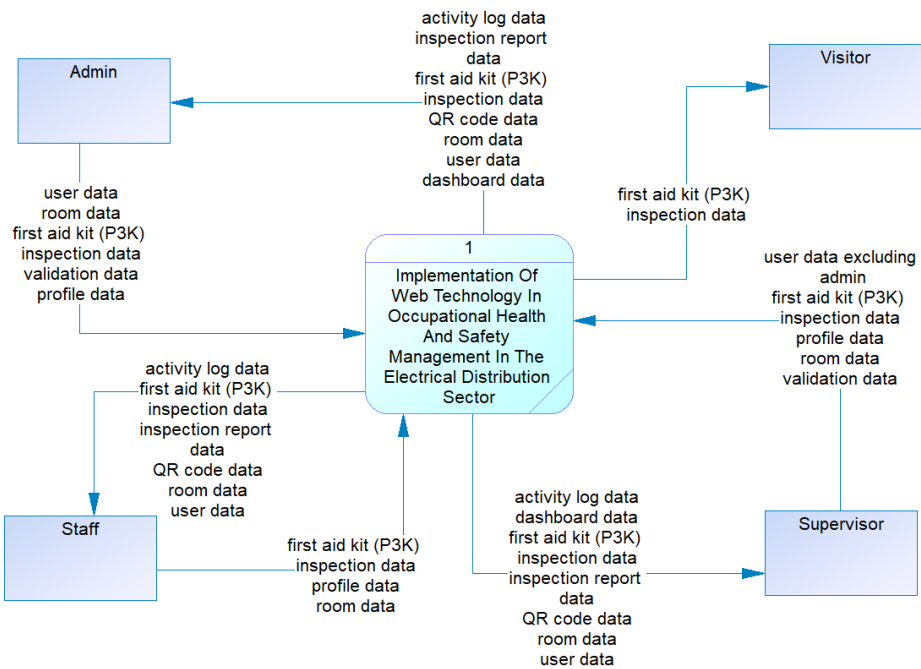 activity log data
inspection report
data
first aid kit (P3K)
inspection data
QR code data
room data
user data
dashboard data
Admin
Visitor
user data
room data
first aid kit (P3K)
inspection data
validation data
profile data
first aid kit (P3K)
inspection data
1
Implementation Of
Web Technology In
Occupational Health
And Safety
Management In The
Electrical Distribution
Sector
user data excluding
admin
first aid kit (P3K)
inspection data
profile data
room data
validation data
activity log data
first aid kit (P3K)
inspection data
inspection report
data
QR code data
room data
user data
Staff
first aid kit (P3K)
inspection data
profile data
room data
activity log data
dashboard data
first aid kit (P3K)
inspection data
inspection report
data
QR code data
room data
user data
Supervisor